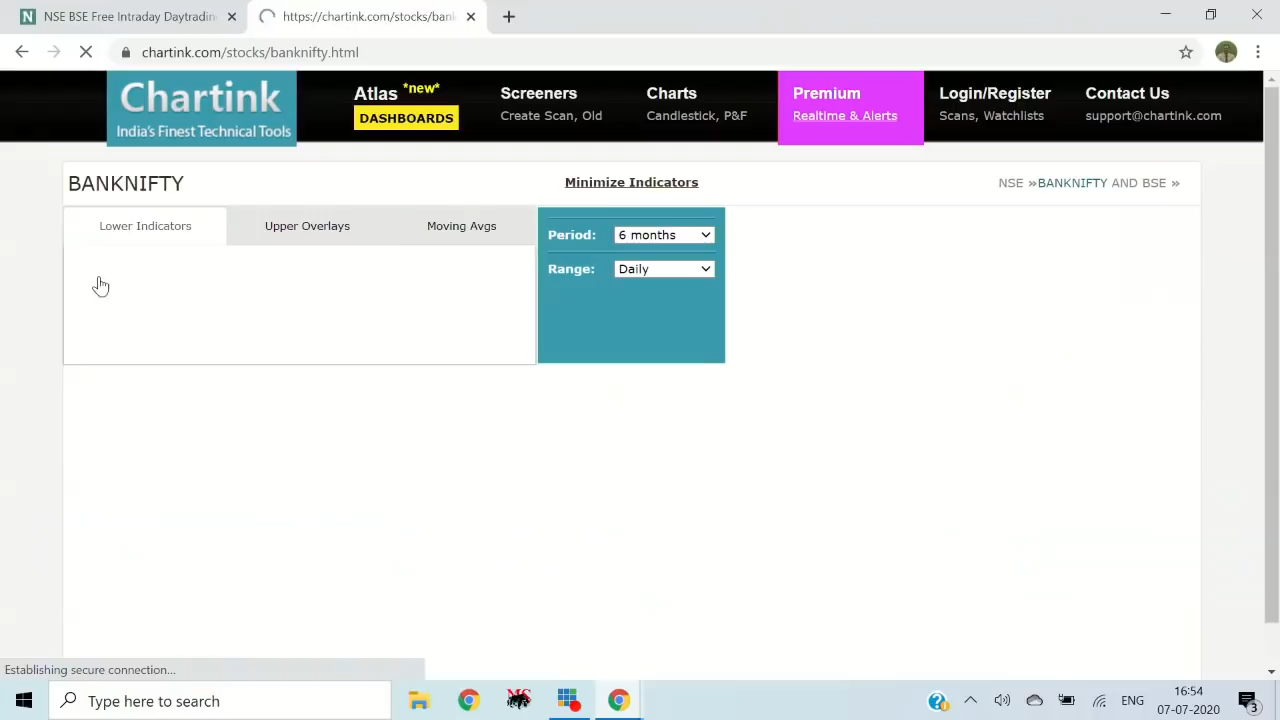 NSE BSE Free Intraday Daytradin
https://chartink.com/stocks/bank
chartink.com/stocks/banknifty.html
Chartink
India's Finest Technical Tools
Atlas *new*
DASHBOARDS
Screeners
Create Scan, Old
Charts
Candlestick, P&F
Premium
Realtime & Alerts
Login/Register
Scans, Watchlists
Contact Us
support@chartink.com
BANKNIFTY
Minimize Indicators
NSE »BANKNIFTY AND BSE »
Lower Indicators
Upper Overlays
Moving Avgs
Period: 6 months
Range: Daily
Establishing secure connection...
Type here to search
MS
ENG
16:54
07-07-2020
3